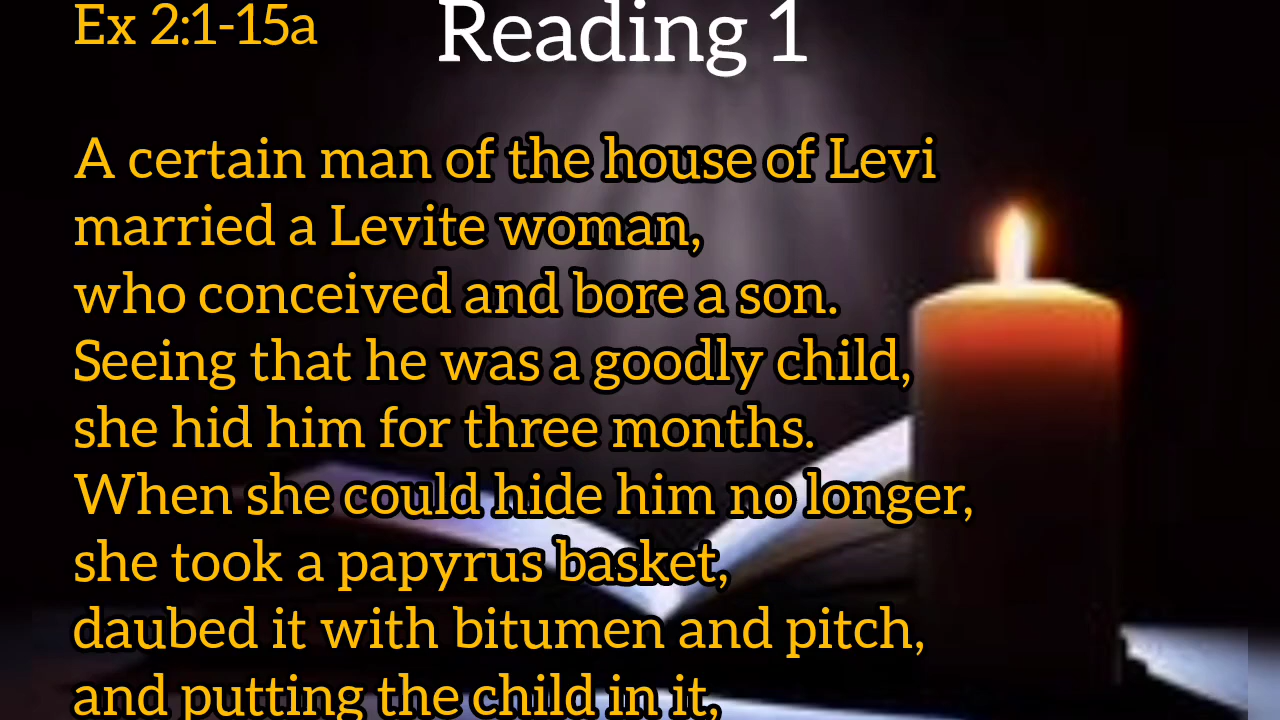 Ex 2:1-15a
Reading 1
A certain man of the house of Levi
married a Levite woman,
who conceived and bore a son.
Seeing that he was a goodly child,
she hid him for three months.
When she could hide him no longer,
she took a papyrus basket,
daubed it with bitumen and pitch,
and putting the child in it,